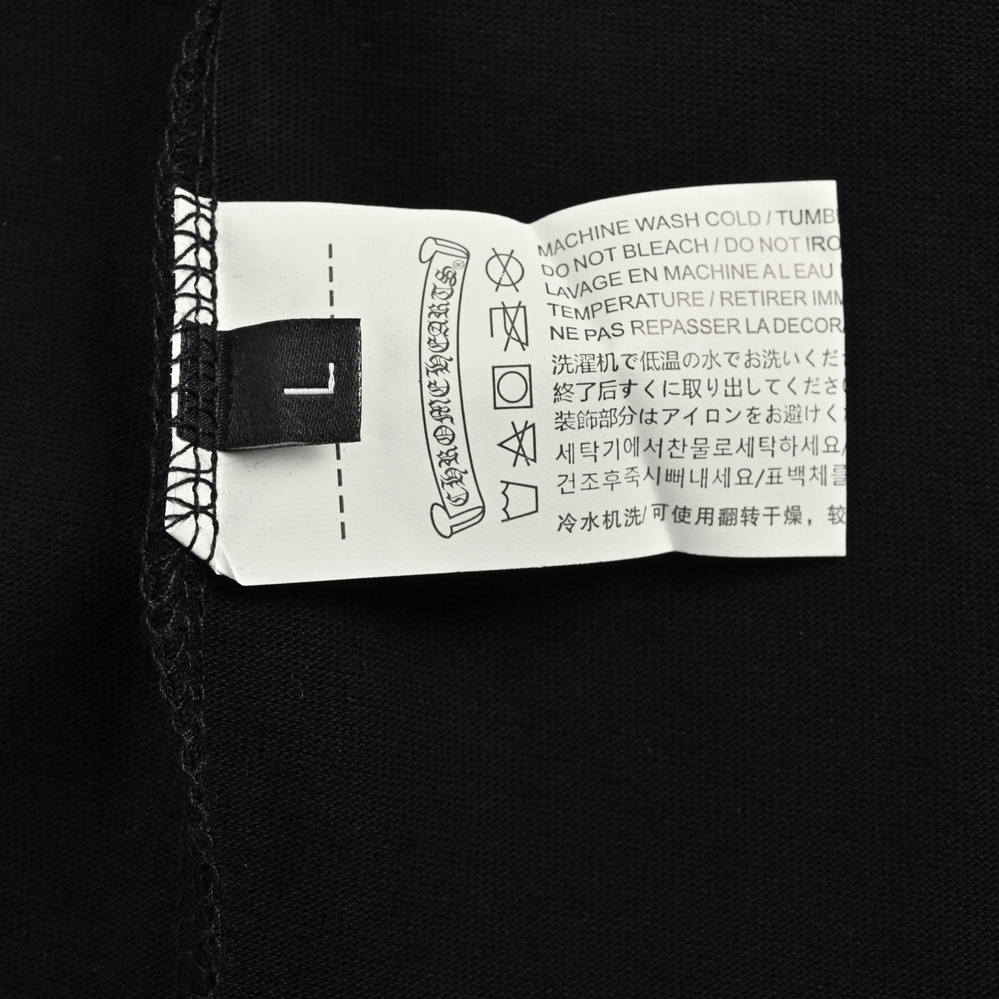 L
CHROME HEARTS®
MACHINE WASH COLD / TUMB
DO NOT BLEACH / DO NOT IRO
LAVAGE EN MACHINE A L EAU
TEMPERATURE / RETIRER IMM
NE PAS REPASSER LA DECOR
洗濯机で低温の水でお洗いくだ
終了后すぐに取り出してくださ
装飾部分はアイロンをお避けく
세탁기에서찬물로세탁하세요/
건조후죽시빼내세요/표백체를
冷水机洗/可使用翻转干燥，较